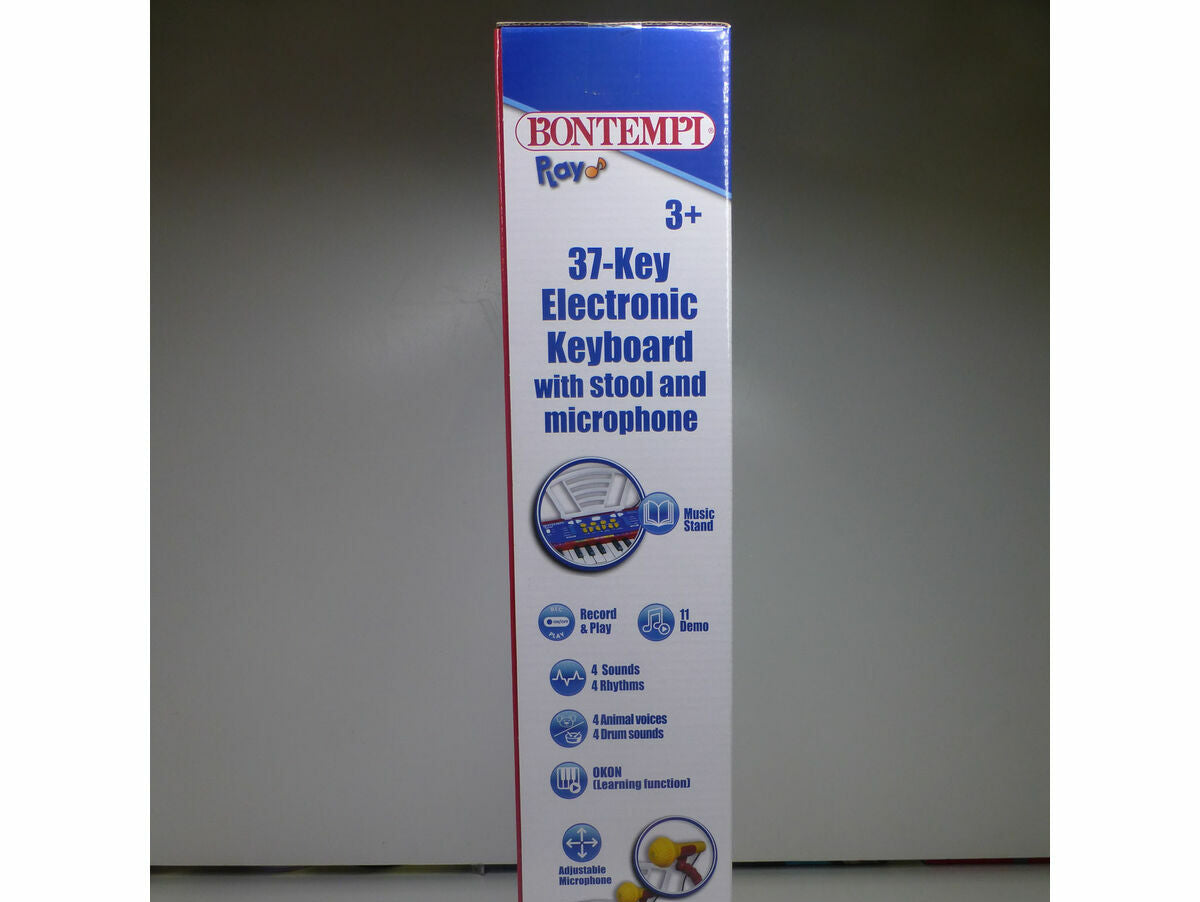 BONTEMPI®
Play
3+
37-Key
Electronic
Keyboard
with stool and
microphone
BONTEMPI
Music
Stand
REC
ON/OFF
PLAY
Record
& Play
11
Demo
4 Sounds
4 Rhythms
4 Animal voices
4 Drum sounds
OKON
(Learning function)
Adjustable
Microphone